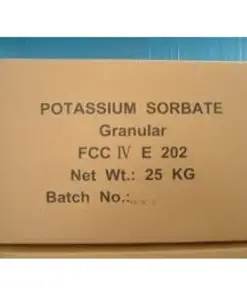 POTASSIUM SORBATE
Granular
FCC Ⅳ E 202
Net Wt.: 25 KG
Batch No.: